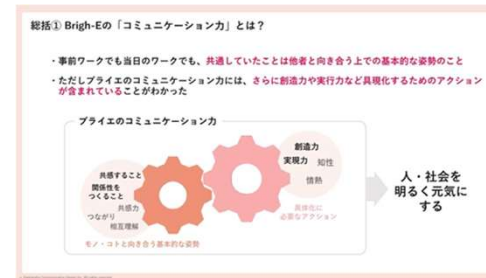 総括① Brigh-Eの「コミュニケーション力」とは？
・事前ワークでも当日のワークでも、共通していたことは他者と向き合う上での基本的な姿勢のこと
・ただしブライエのコミュニケーション力には、さらに創造力や実行力など具現化するためのアクション
が含まれていることがわかった
ブライエのコミュニケーション力
創造力
実現力 知性
情熱
共感すること
関係性を
つくること
共感力
つながり
相互理解
具体化に
必要なアクション
モノ・コトと向き合う基本的な姿勢
人・社会を
明るく元気に
する